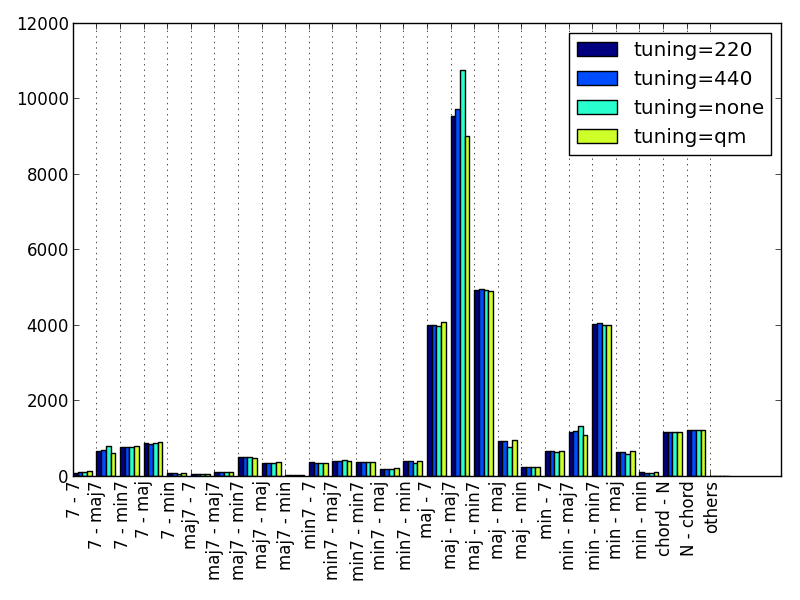 12000
10000
8000
6000
4000
2000
0
tuning=220
tuning=440
tuning=none
tuning=qm
7 - 7
7 - maj7
7 - min7
7 - maj
7 - min
maj7 - 7
maj7 - maj7
maj7 - min7
maj7 - maj
maj7 - min
min7 - 7
min7 - maj7
min7 - min7
min7 - maj
min7 - min
maj - 7
maj - maj7
maj - min7
maj - maj
maj - min
min - 7
min - maj7
min - min7
min - maj
min - min
chord - N
N - chord
others